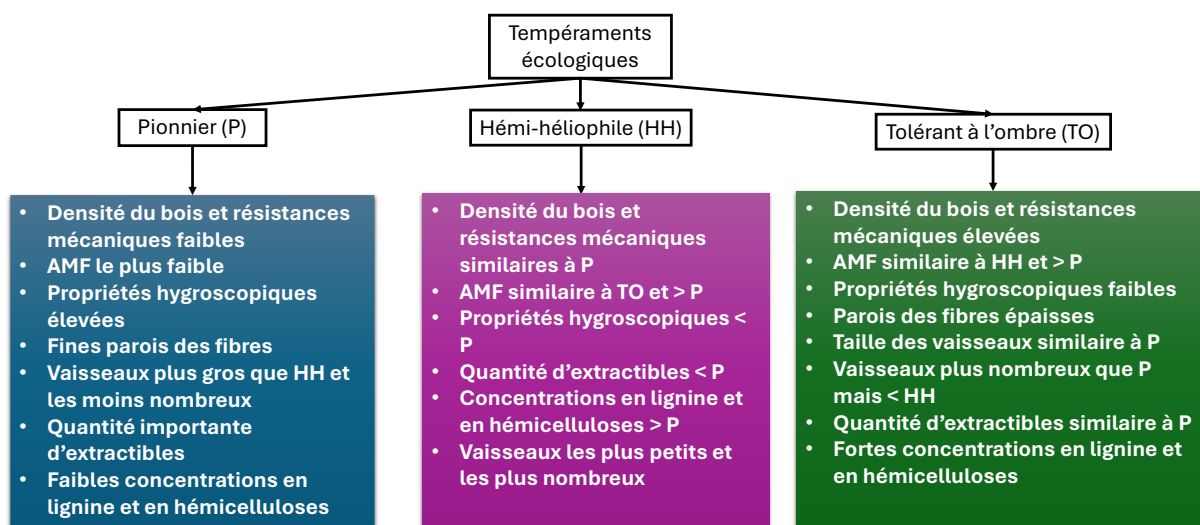 Tempéraments
écologiques
Pionnier (P)
Hémi-héliophile (HH)
Tolérant à l'ombre (TO)
• Densité du bois et résistances
mécaniques faibles
• AMF le plus faible
• Propriétés hygroscopiques
élevées
• Fines parois des fibres
• Vaisseaux plus gros que HH et
les moins nombreux
• Quantité importante
d'extractibles
• Faibles concentrations en
lignine et en hémicelluloses
• Densité du bois et
résistances mécaniques
similaires à P
• AMF similaire à TO et > P
• Propriétés hygroscopiques <
P
• Quantité d'extractibles < P
• Concentrations en lignine et
en hémicelluloses > P
• Vaisseaux les plus petits et
les plus nombreux
• Densité du bois et résistances
mécaniques élevées
• AMF similaire à HH et > P
• Propriétés hygroscopiques faibles
• Parois des fibres épaisses
• Taille des vaisseaux similaire à P
• Vaisseaux plus nombreux que P
mais < HH
• Quantité d'extractibles similaire à P
• Fortes concentrations en lignine et
en hémicelluloses